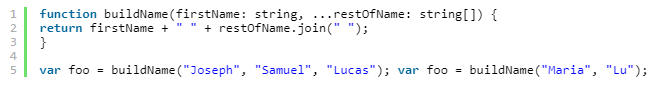 1 function buildName(firstName: string, ...restOfName: string[]) {
2 return firstName + " " + restOfName.join(" ");
3 }
4
5 var foo = buildName("Joseph", "Samuel", "Lucas"); var foo = buildName("Maria", "Lu");